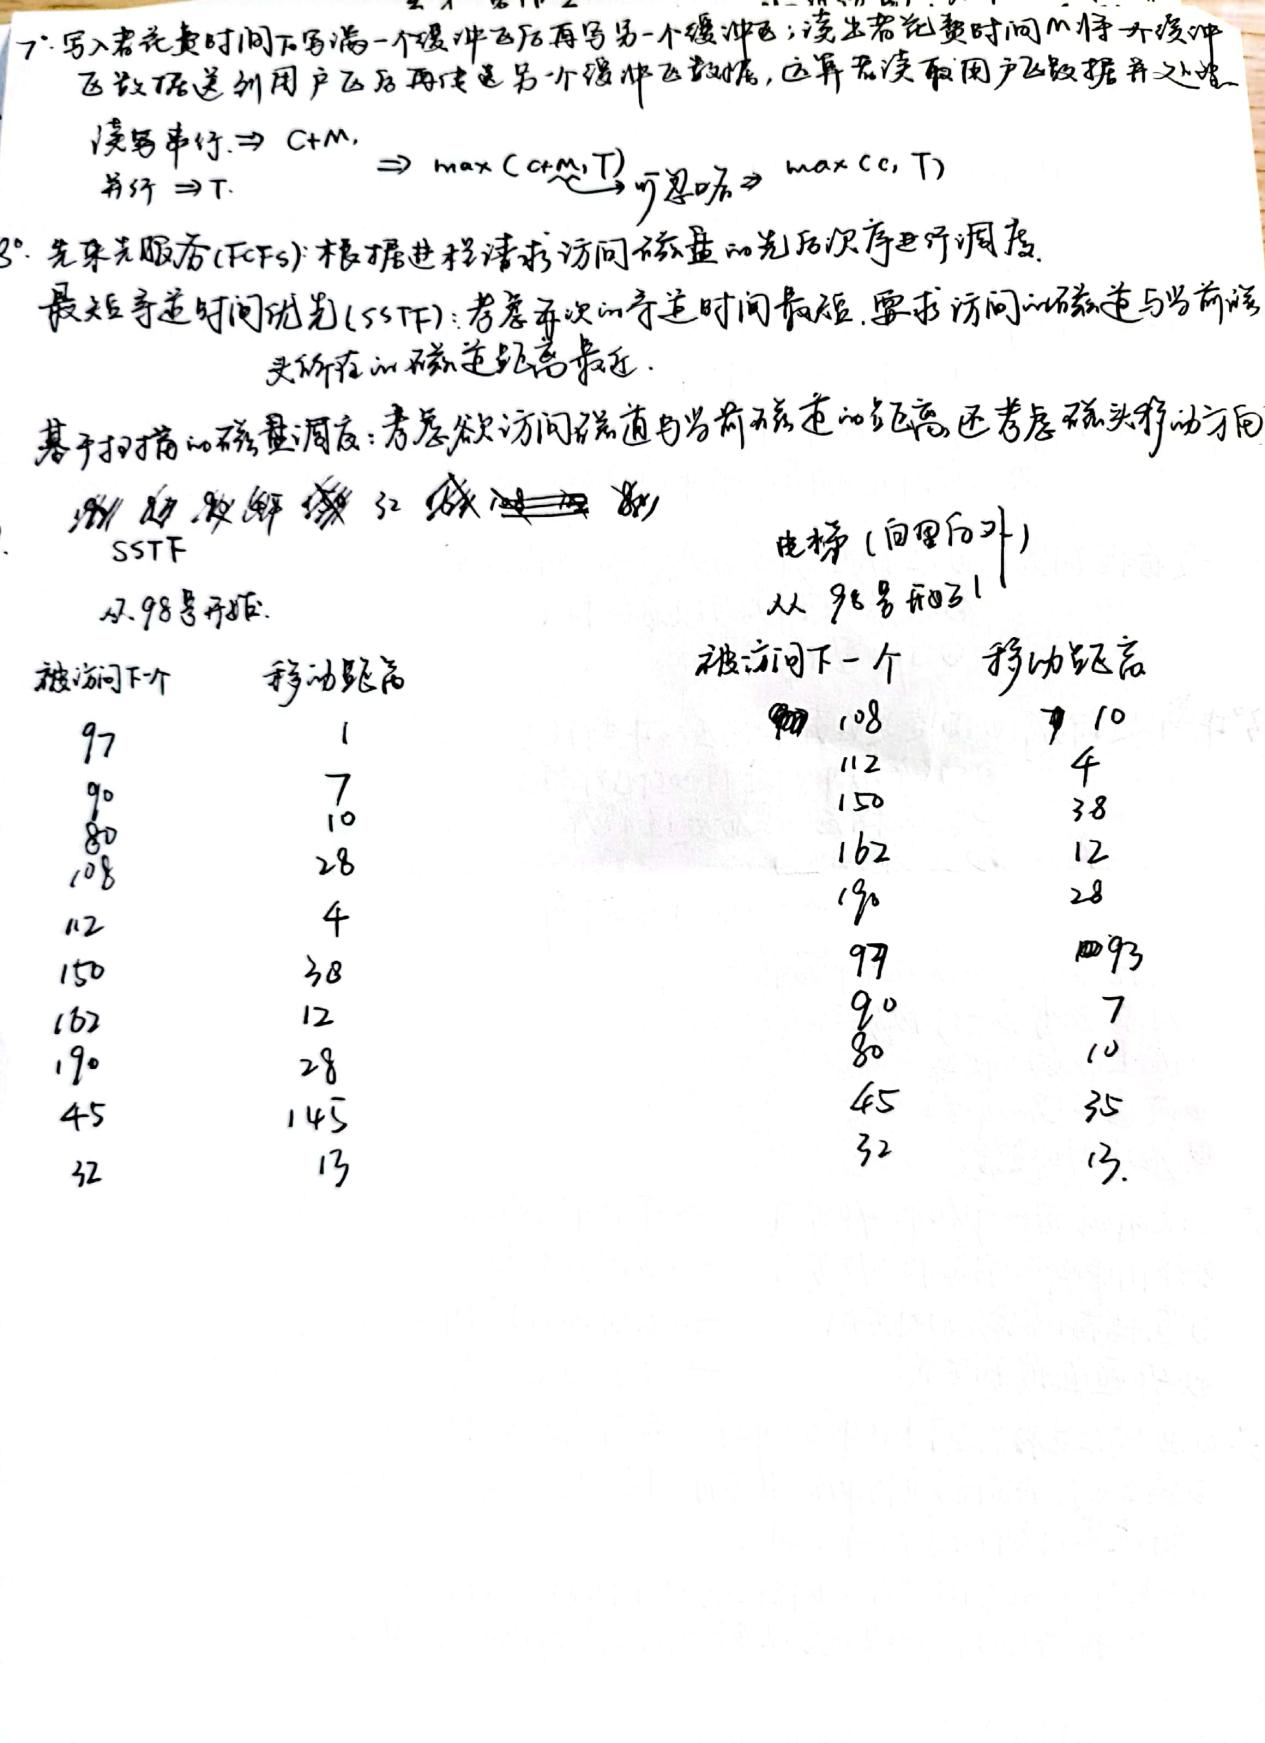 7°. 写入者花费时间T写满一个缓冲区后再写另一个缓冲区；读出者花费时间M将一个缓冲
区数据送到用户区后再传送另一个缓冲区数据，运算者读取用户区数据并处理
读写串行 ⇒ C+M,
并行 ⇒ T.
⇒ max(C+M, T) 可忽略 ⇒ max(C, T)
8°. 先来先服务(FCFS): 根据进程请求访问磁盘的先后次序进行调度.
最短寻道时间优先(SSTF): 考虑每次的寻道时间最短, 要求访问的磁道与当前磁
头所在的磁道距离最近.
基于扫描的磁盘调度: 考虑欲访问磁道与当前磁道的距离, 还考虑磁头移动方向
32
SSTF
从98号开始.
被访问下一个 移动距离
97 1
90 7
80 10
108 28
112 4
150 38
162 12
190 28
45 145
32 13
电梯(向里向外)
从98号开始
被访问下一个 移动距离
108 10
112 4
150 38
162 12
190 28
97 93
90 7
80 10
45 35
32 13.